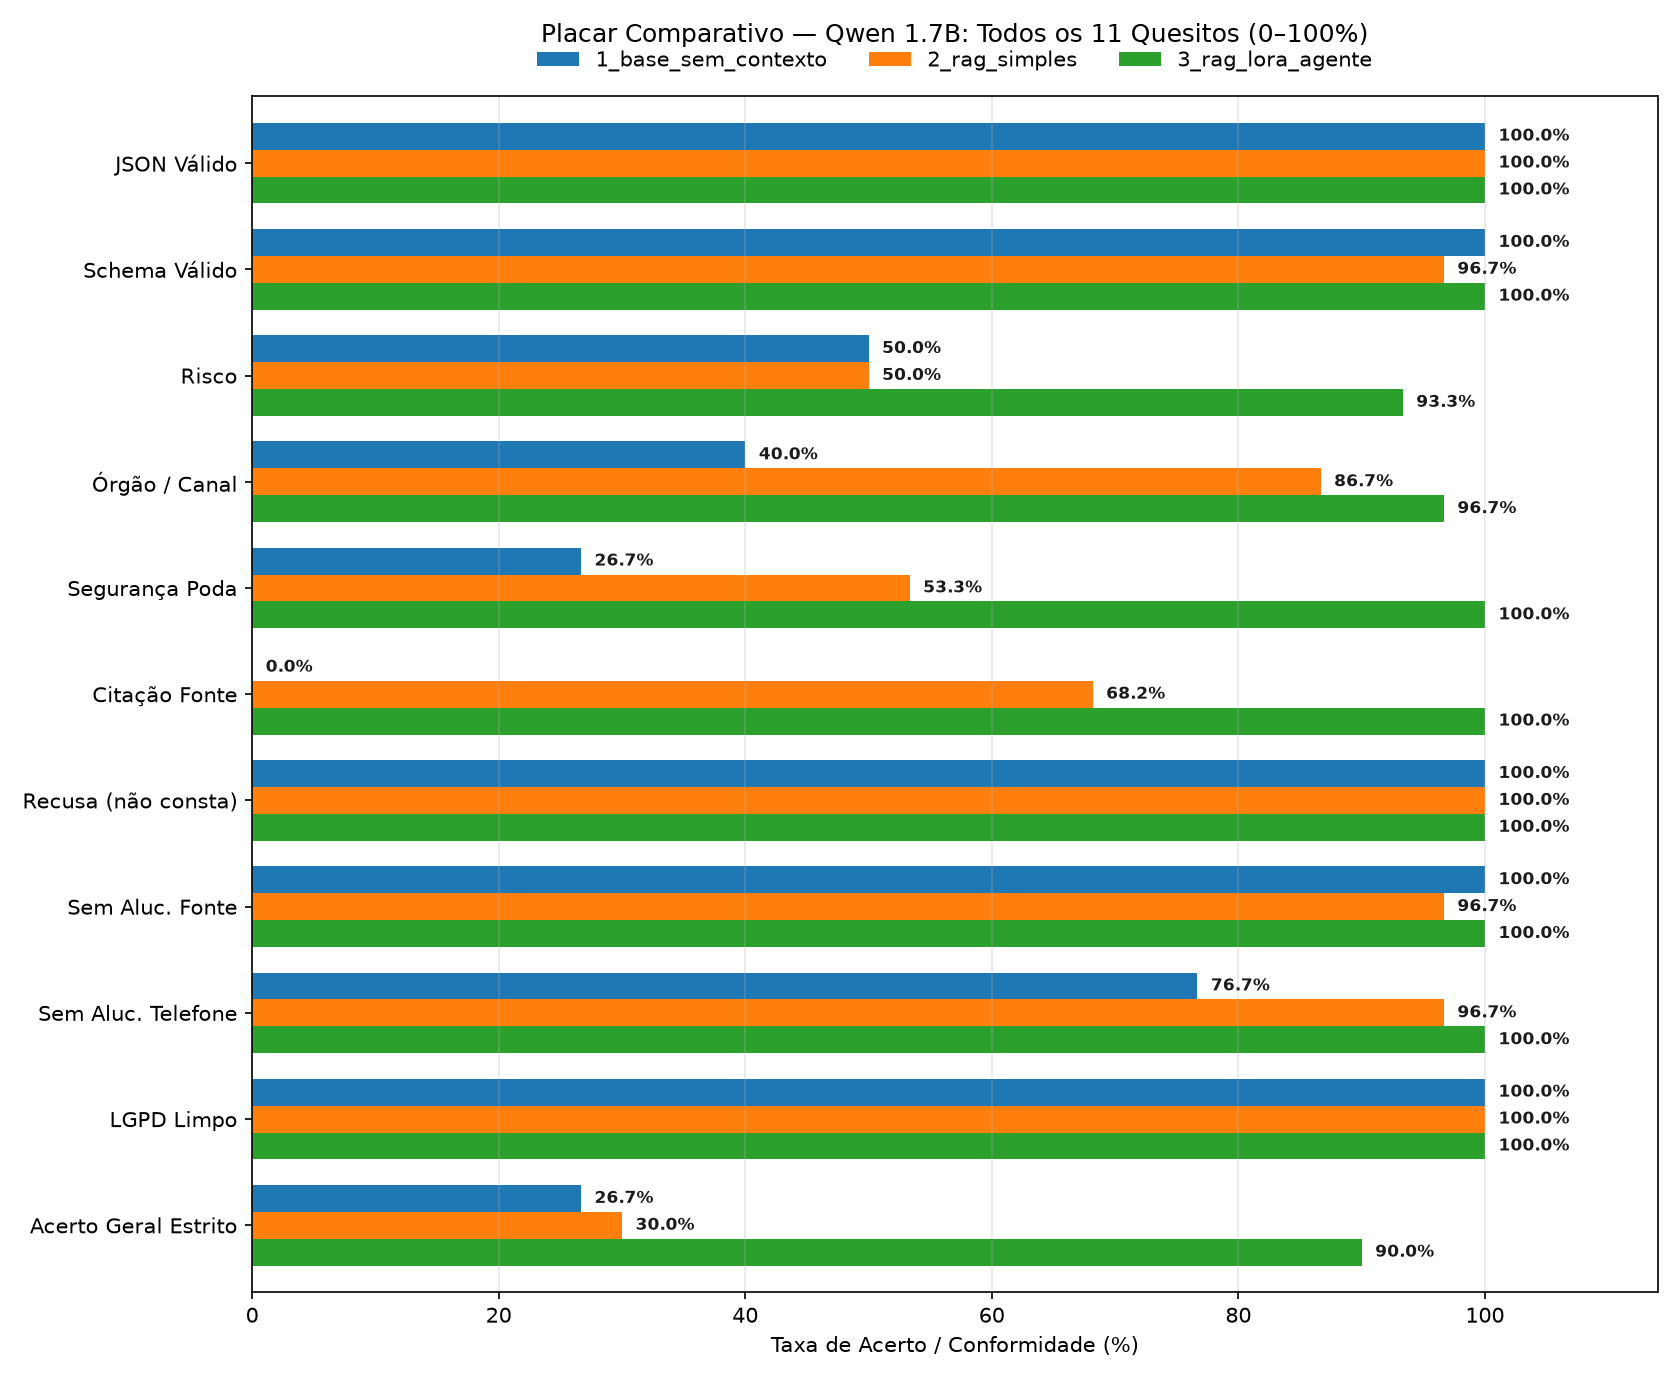 Placar Comparativo — Qwen 1.7B: Todos os 11 Quesitos (0–100%)
1_base_sem_contexto 2_rag_simples 3_rag_lora_agente
100.0%
JSON Válido 100.0%
100.0%
100.0%
Schema Válido 96.7%
100.0%
50.0%
Risco 50.0%
93.3%
40.0%
Órgão / Canal 86.7%
96.7%
26.7%
Segurança Poda 53.3%
100.0%
0.0%
Citação Fonte 68.2%
100.0%
100.0%
Recusa (não consta) 100.0%
100.0%
100.0%
Sem Aluc. Fonte 96.7%
100.0%
76.7%
Sem Aluc. Telefone 96.7%
100.0%
100.0%
LGPD Limpo 100.0%
100.0%
26.7%
Acerto Geral Estrito 30.0%
90.0%
0 20 40 60 80 100
Taxa de Acerto / Conformidade (%)